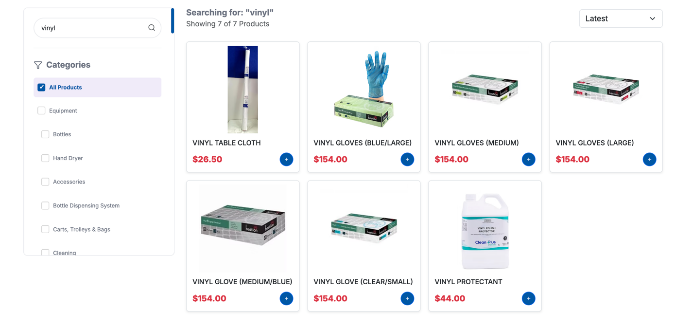 Searching for: "vinyl"
Showing 7 of 7 Products
Latest
vinyl
Categories
All Products
Equipment
Bottles
Hand Dryer
Accessories
Bottle Dispensing System
Carts, Trolleys & Bags
Cleaning
VINYL TABLE CLOTH
$26.50
+
VINYL GLOVES (BLUE/LARGE)
$154.00
+
VINYL GLOVES (MEDIUM)
$154.00
+
VINYL GLOVES (LARGE)
$154.00
+
VINYL GLOVE (MEDIUM/BLUE)
$154.00
+
VINYL GLOVE (CLEAR/SMALL)
$154.00
+
Clean Plus
VINYL PROTECTANT
$44.00
+